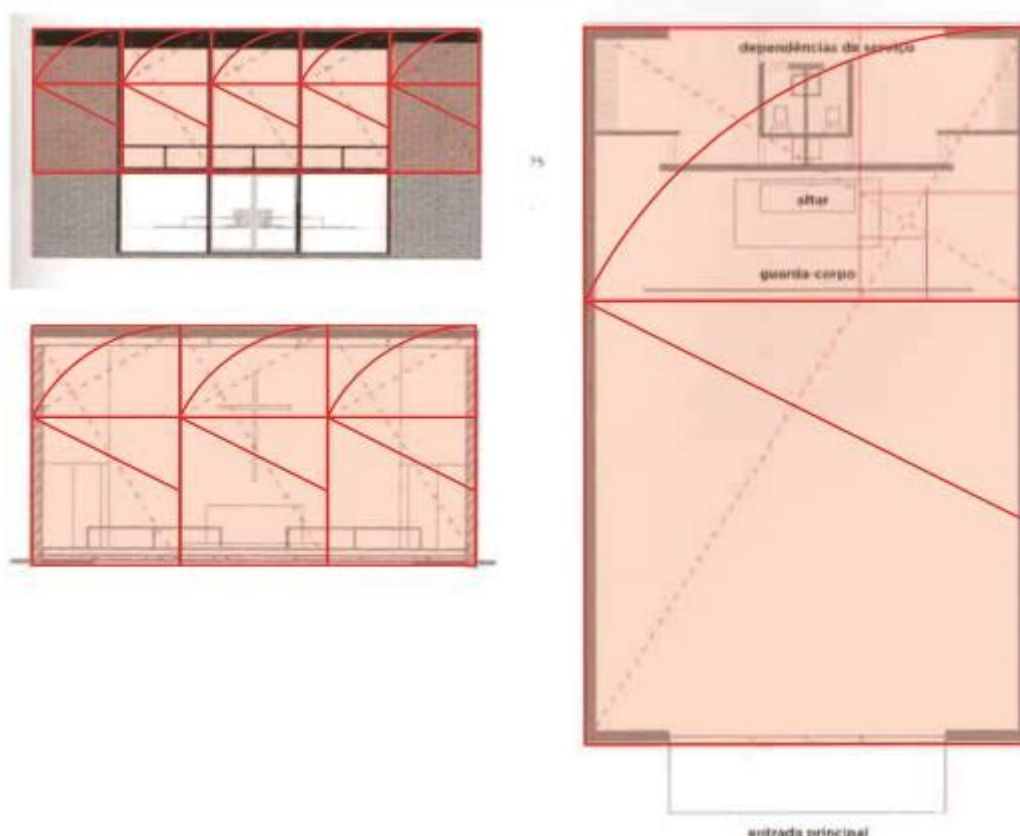 dependências de serviço
75
altar
guarda-corpo
entrada principal